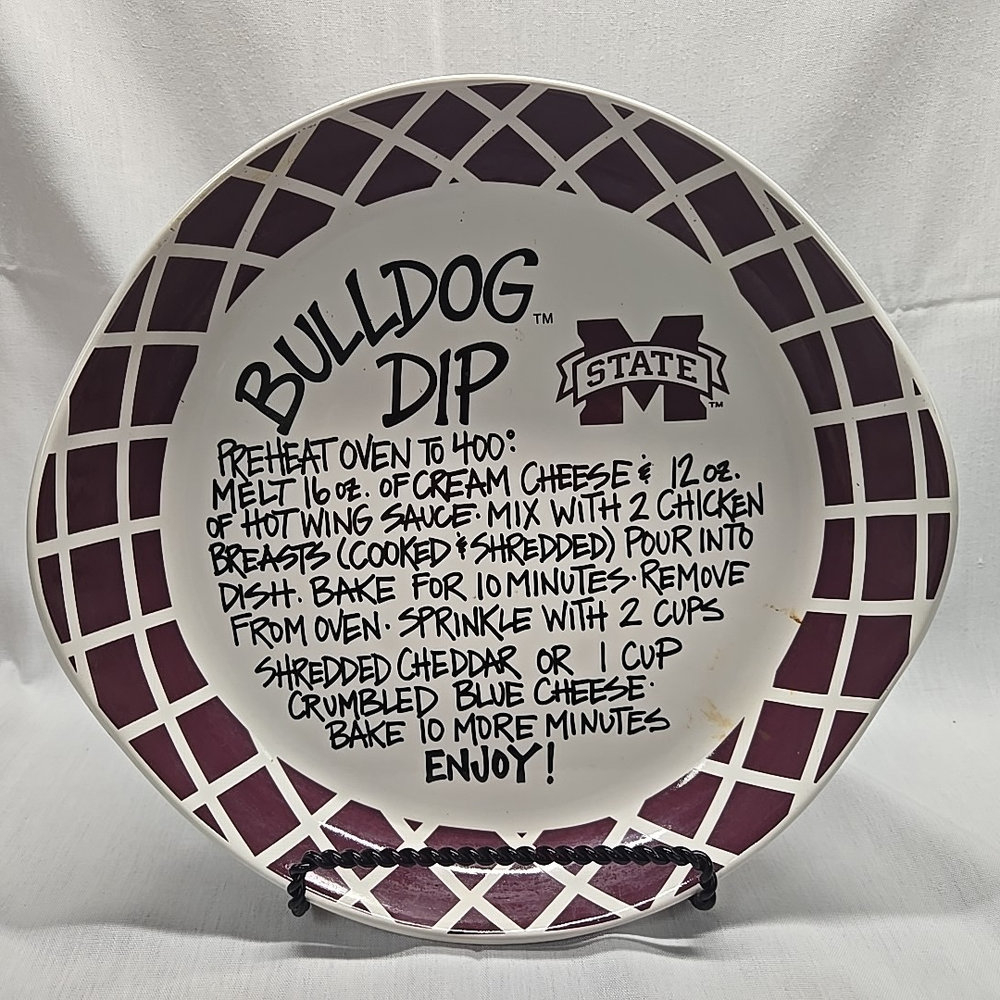 BULLDOG™
DIP
M STATE™
PREHEAT OVEN TO 400°
MELT 16 oz. OF CREAM CHEESE & 12 oz.
OF HOT WING SAUCE· MIX WITH 2 CHICKEN
BREASTS (COOKED & SHREDDED) POUR INTO
DISH. BAKE FOR 10 MINUTES·REMOVE
FROM OVEN· SPRINKLE WITH 2 CUPS
SHREDDED CHEDDAR OR 1 CUP
CRUMBLED BLUE CHEESE·
BAKE 10 MORE MINUTES
ENJOY!